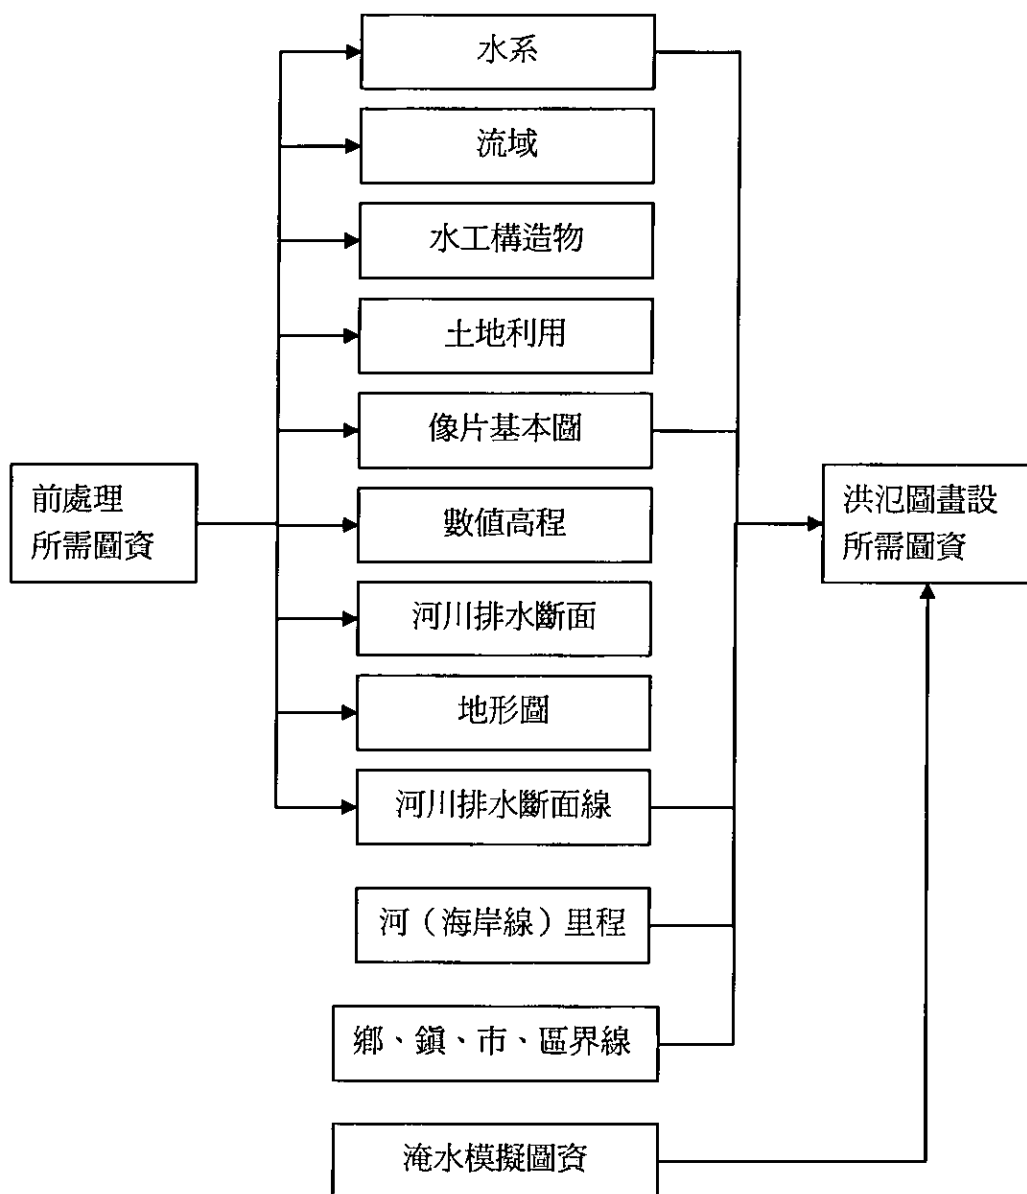 水系
流域
水工構造物
土地利用
像片基本圖
前處理
所需圖資
數值高程
洪氾圖畫設
所需圖資
河川排水斷面
地形圖
河川排水斷面線
河（海岸線）里程
鄉、鎮、市、區界線
淹水模擬圖資